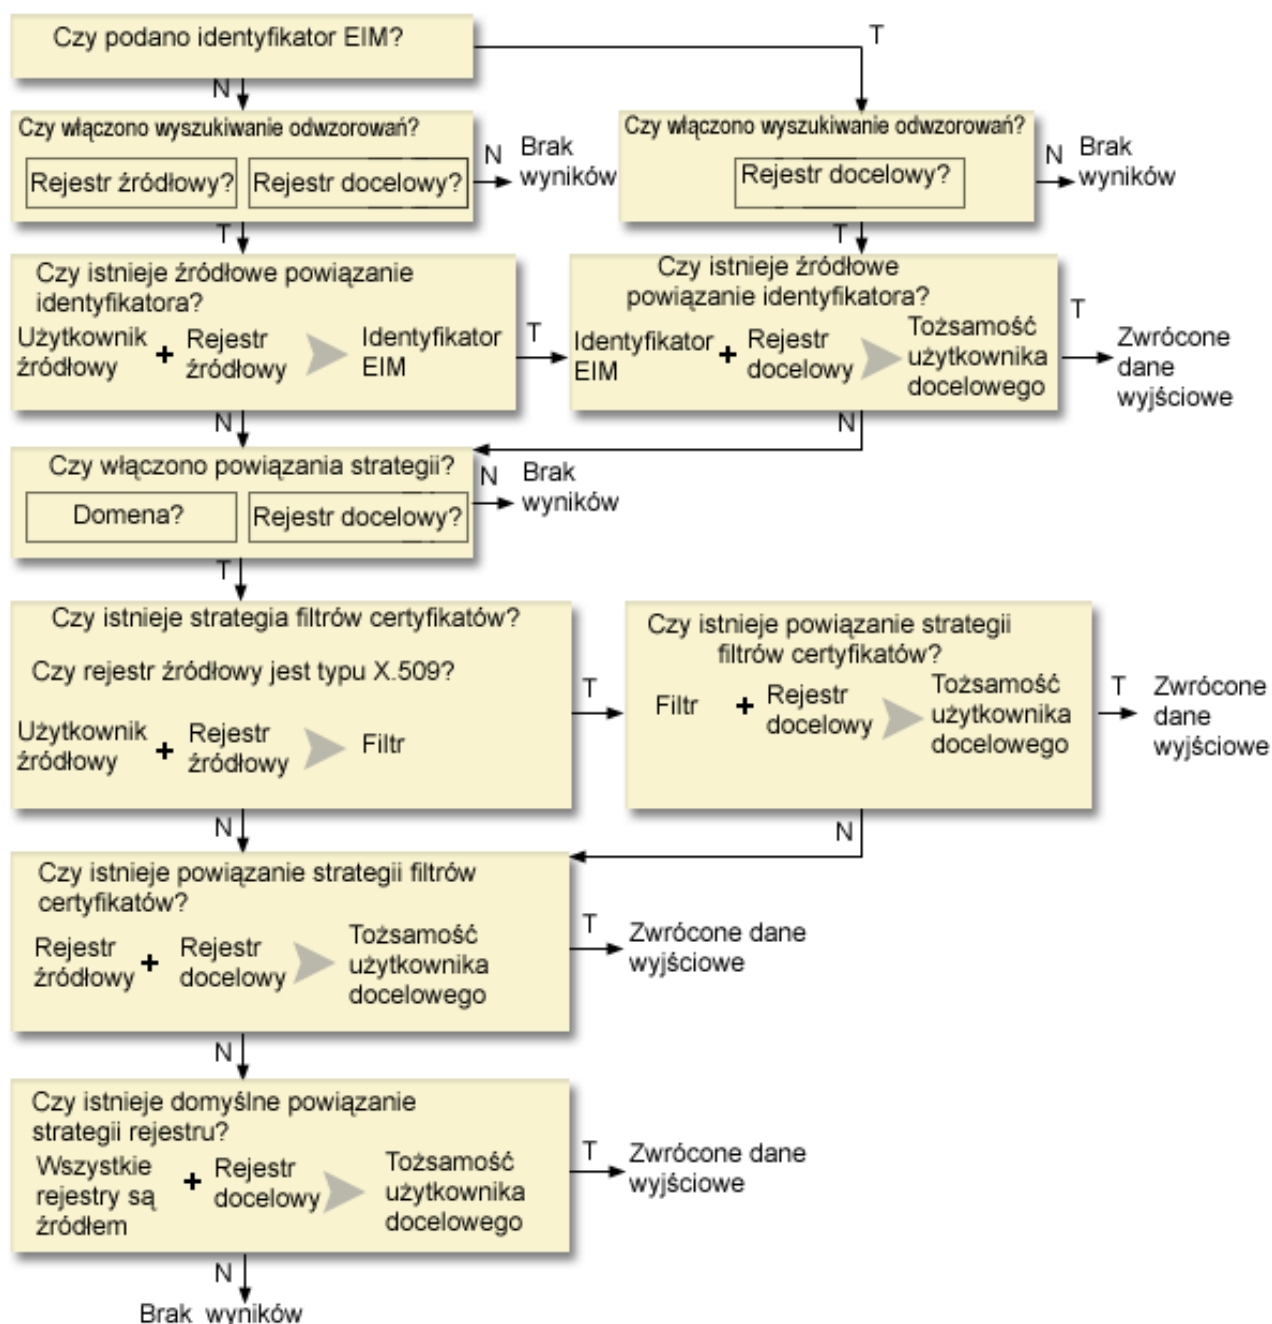 Czy podano identyfikator EIM?
T
N
Czy włączono wyszukiwanie odwzorowań?
Rejestr źródłowy?
Rejestr docelowy?
N
Brak
wyników
Czy włączono wyszukiwanie odwzorowań?
Rejestr docelowy?
N
Brak
wyników
T
T
Czy istnieje źródłowe powiązanie
identyfikatora?
Użytkownik
źródłowy
+
Rejestr
źródłowy
Identyfikator
EIM
T
Czy istnieje źródłowe
powiązanie identyfikatora?
Identyfikator
EIM
+
Rejestr
docelowy
Tożsamość
użytkownika
docelowego
T
Zwrócone
dane
wyjściowe
N
N
Czy włączono powiązania strategii?
Domena?
Rejestr docelowy?
N
Brak
wyników
T
Czy istnieje strategia filtrów certyfikatów?
Czy rejestr źródłowy jest typu X.509?
Użytkownik
źródłowy
+
Rejestr
źródłowy
Filtr
T
Czy istnieje powiązanie strategii
filtrów certyfikatów?
Filtr
+
Rejestr
docelowy
Tożsamość
użytkownika
docelowego
T
Zwrócone
dane
wyjściowe
N
N
Czy istnieje powiązanie strategii filtrów
certyfikatów?
Rejestr
źródłowy
+
Rejestr
docelowy
Tożsamość
użytkownika
docelowego
T
Zwrócone dane
wyjściowe
N
Czy istnieje domyślne powiązanie
strategii rejestru?
Wszystkie
rejestry są
źródłem
+
Rejestr
docelowy
Tożsamość
użytkownika
docelowego
T
Zwrócone dane
wyjściowe
N
Brak wyników